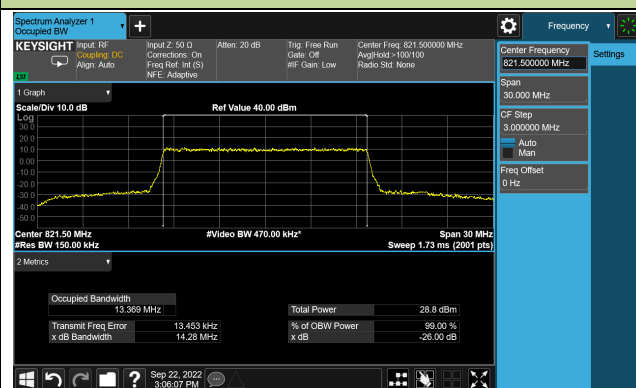 Spectrum Analyzer 1
Occupied BW
Frequency
KEYSIGHT Input: RF
Coupling: DC
Align: Auto
Input Z: 50 Ω
Corrections: On
Freq Ref: Int (S)
NFE: Adaptive
Atten: 20 dB
Trig: Free Run
Gate: Off
#IF Gain: Low
Center Freq: 821.500000 MHz
Avg|Hold:>100/100
Radio Std: None
LXI
Center Frequency
821.500000 MHz
Settings
Span
30.000 MHz
CF Step
3.000000 MHz
Auto
Man
Freq Offset
0 Hz
1 Graph
Scale/Div 10.0 dB
Ref Value 40.00 dBm
Log
30.0
20.0
10.0
0.00
-10.0
-20.0
-30.0
-40.0
-50.0
Center 821.50 MHz
#Video BW 470.00 kHz*
Span 30 MHz
#Res BW 150.00 kHz
Sweep 1.73 ms (2001 pts)
2 Metrics
Occupied Bandwidth
13.369 MHz
Total Power 28.8 dBm
Transmit Freq Error 13.453 kHz
% of OBW Power 99.00 %
x dB Bandwidth 14.28 MHz
x dB -26.00 dB
Sep 22, 2022
3:06:07 PM